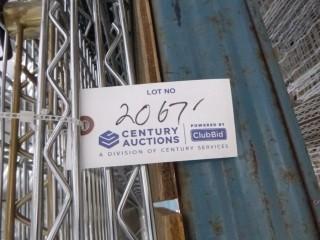 LOT NO
2067
CENTURY AUCTIONS
POWERED BY
ClubBid
A DIVISION OF CENTURY SERVICES